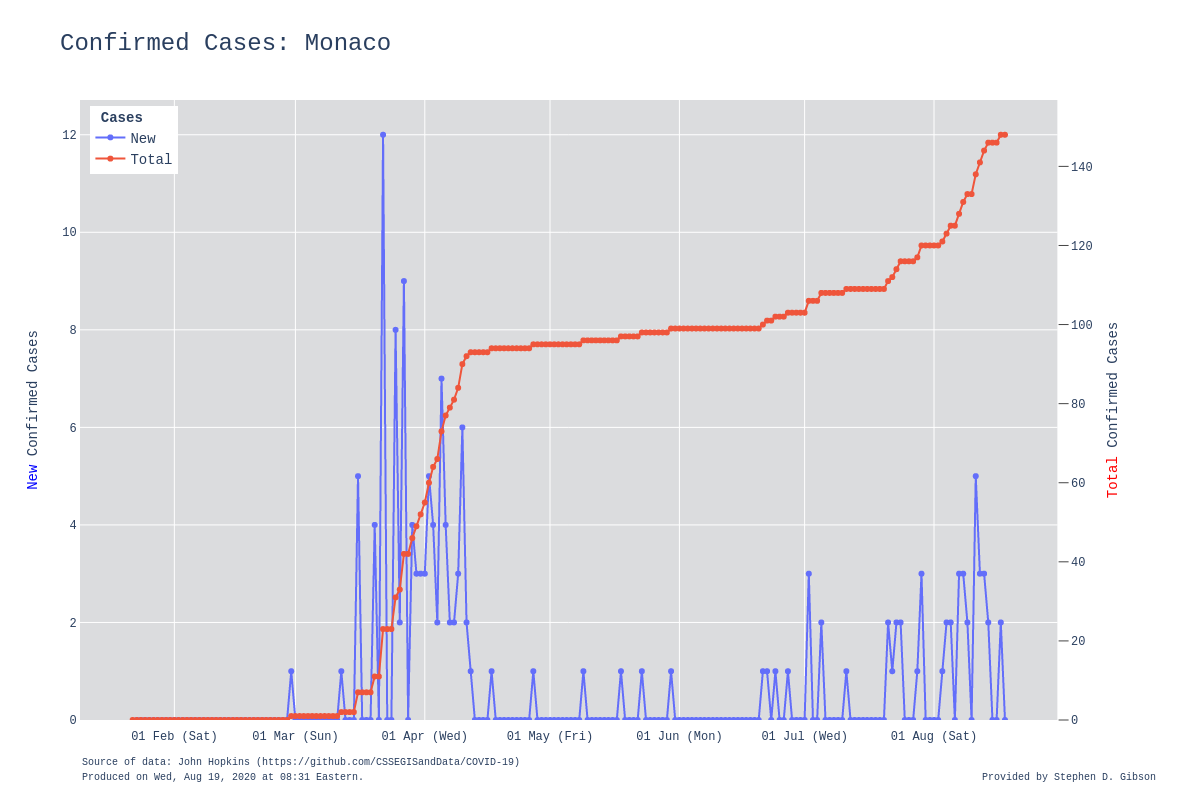 Confirmed Cases: Monaco
Cases
New
Total
12
10
8
6
4
2
0
140
120
100
80
60
40
20
0
New Confirmed Cases
Total Confirmed Cases
01 Feb (Sat) 01 Mar (Sun) 01 Apr (Wed) 01 May (Fri) 01 Jun (Mon) 01 Jul (Wed) 01 Aug (Sat)
Source of data: John Hopkins (https://github.com/CSSEGISandData/COVID-19)
Produced on Wed, Aug 19, 2020 at 08:31 Eastern.
Provided by Stephen D. Gibson